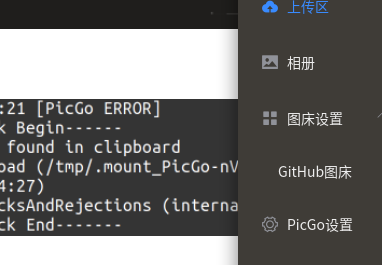 上传区
相册
图床设置
GitHub图床
PicGo设置
:21 [PicGo ERROR]
k Begin------
found in clipboard
oad (/tmp/.mount_PicGo-nV
4:27)
cksAndRejections (interna
ck End-------